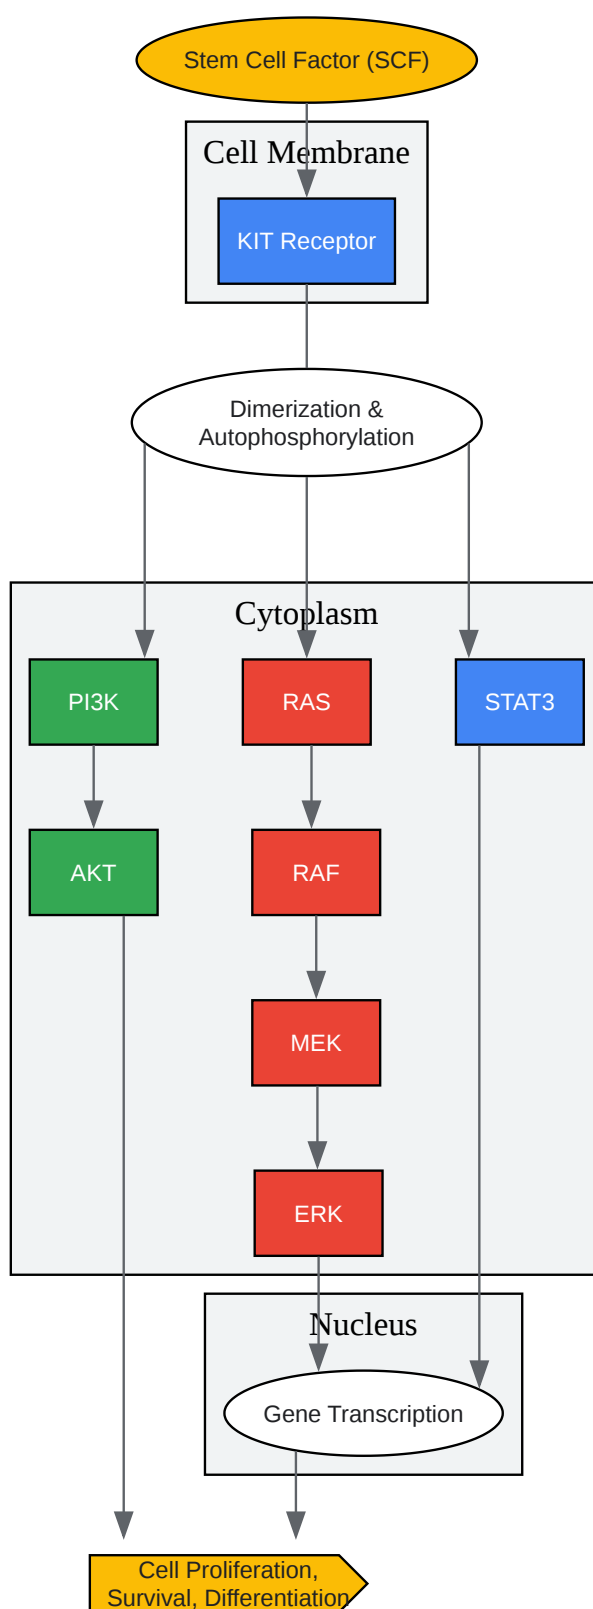 Stem Cell Factor (SCF)
Cell Membrane
KIT Receptor
Dimerization &
Autophosphorylation
Cytoplasm
PI3K
RAS
STAT3
AKT
RAF
MEK
ERK
Nucleus
Gene Transcription
Cell Proliferation,
Survival, Differentiation